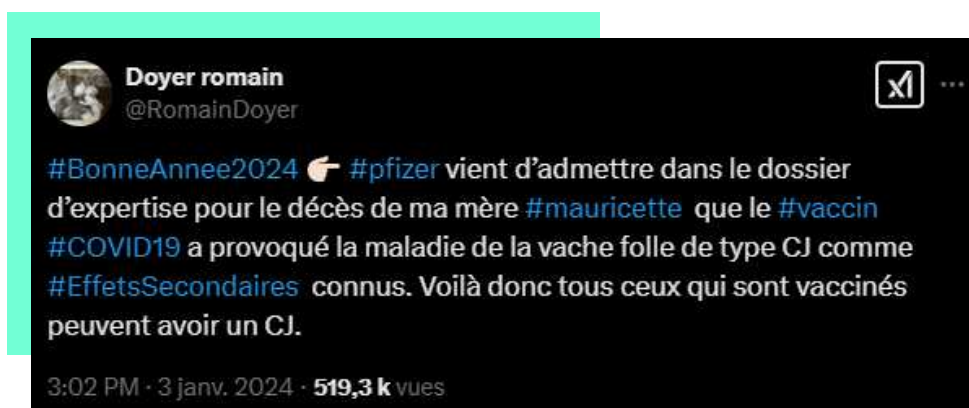 Doyer romain
@RomainDoyer
#BonneAnnee2024 👉🏻 #pfizer vient d’admettre dans le dossier
d’expertise pour le décès de ma mère #mauricette que le #vaccin
#COVID19 a provoqué la maladie de la vache folle de type CJ comme
#EffetsSecondaires connus. Voilà donc tous ceux qui sont vaccinés
peuvent avoir un CJ.
3:02 PM · 3 janv. 2024 · 519,3 k vues